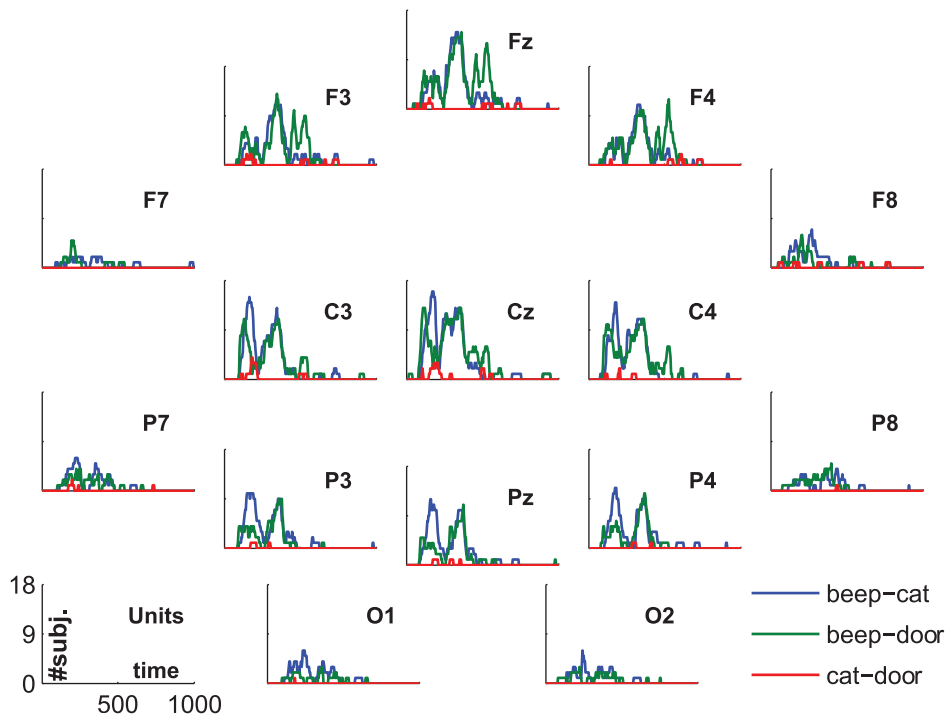 Fz
F3
F4
F7
F8
C3
Cz
C4
P7
P8
P3
Pz
P4
18
9
0
#subj.
Units
time
500
1000
O1
O2
beep−cat
beep−door
cat−door